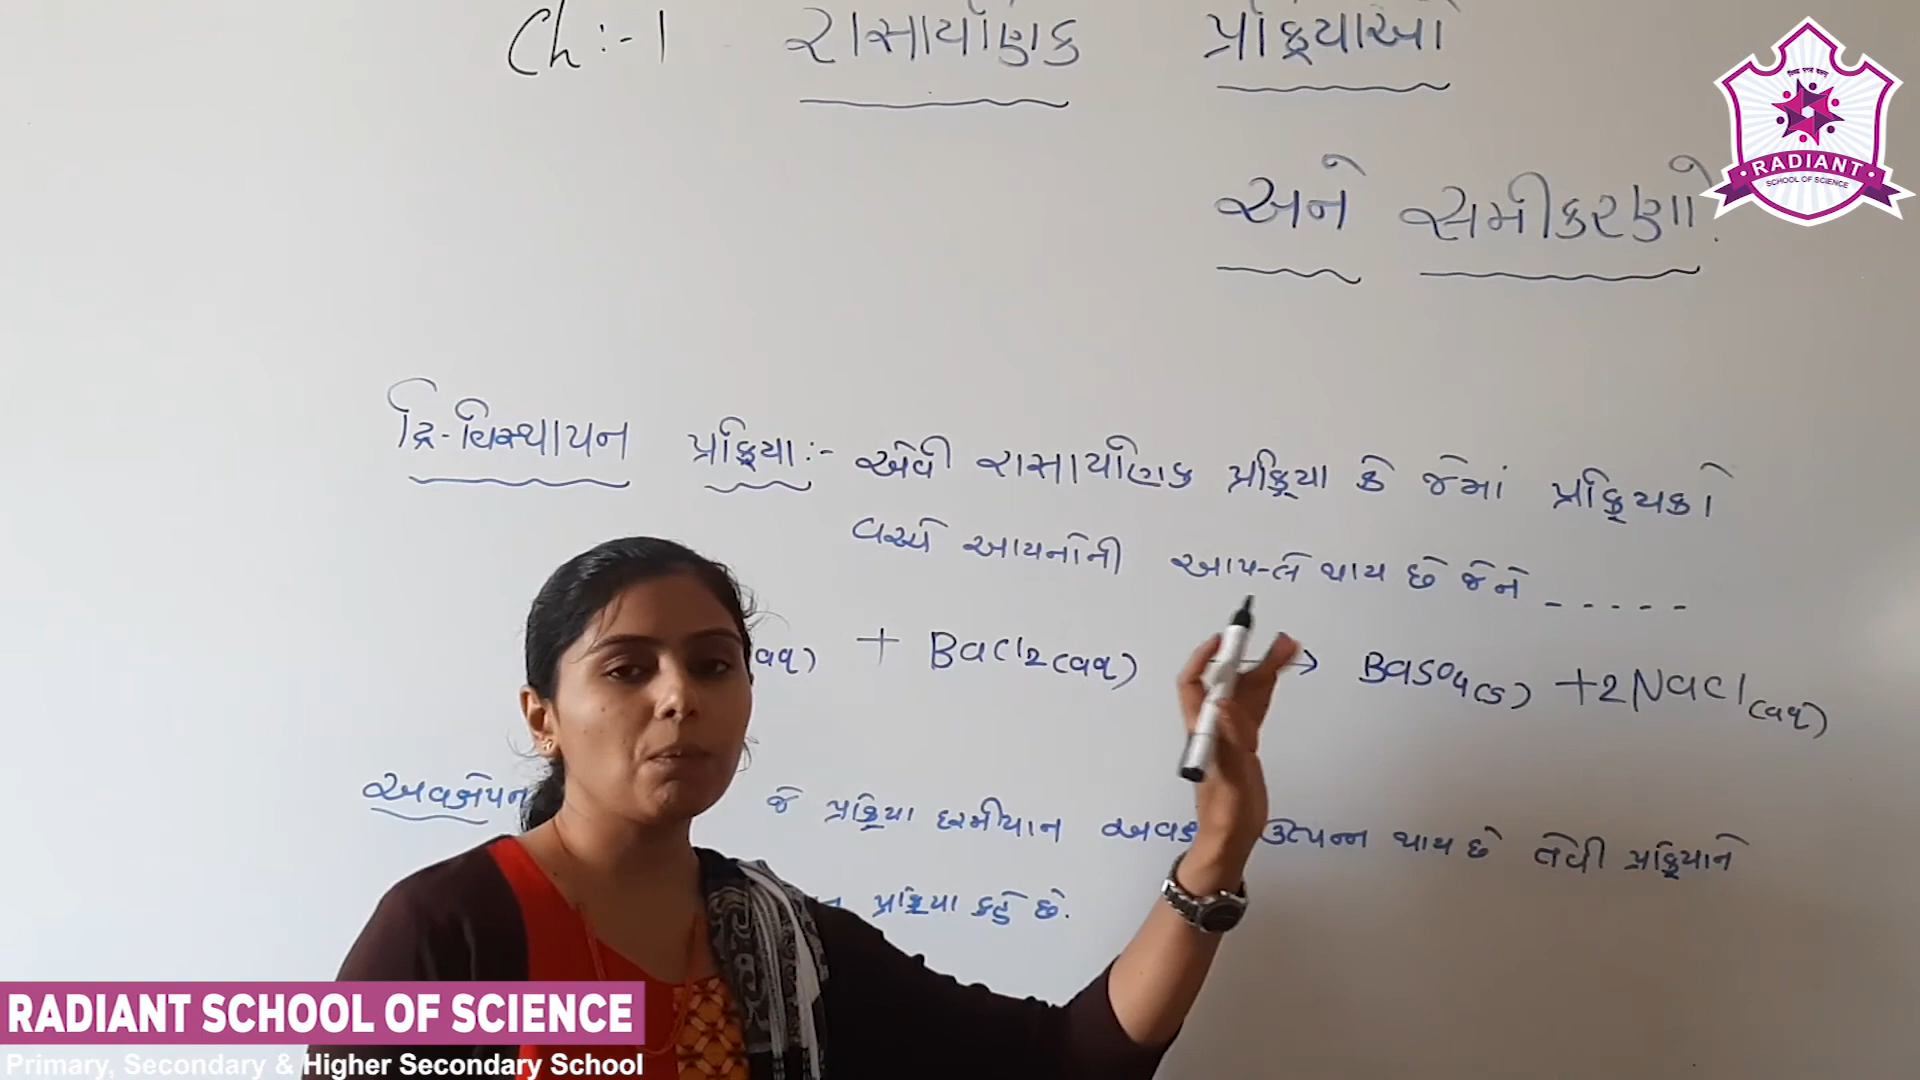 Ch:-1 રાસાયણિક પ્રક્રિયાઓ
અને સમીકરણો.
RADIANT
SCHOOL OF SCIENCE
દ્વિ-વિસ્થાપન પ્રક્રિયા:- એવી રાસાયણિક પ્રક્રિયા કે જેમાં પ્રક્રિયકો
વચ્ચે આયનોની આપ-લે થાય છે જેને -----
(aq) + BaCl2(aq) → BaSO4(s) + 2NaCl(aq)
અવક્ષેપન જે પ્રક્રિયા દરમીયાન ઉત્પન્ન થાય છે તેવી પ્રક્રિયાને
પ્રક્રિયા કહે છે.
RADIANT SCHOOL OF SCIENCE
Primary, Secondary & Higher Secondary School